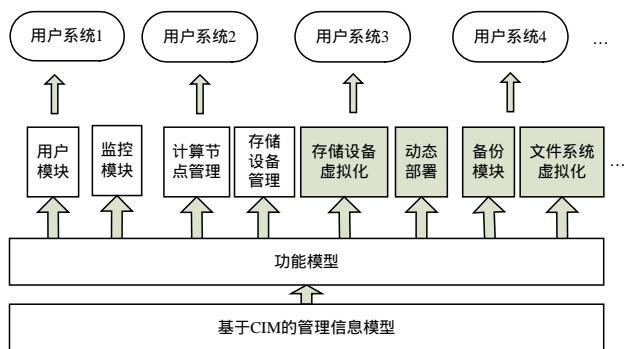 用户系统1
用户系统2
用户系统3
用户系统4
…
用户
模块
监控
模块
计算节
点管理
存储
设备
管理
存储设备
虚拟化
动态
部署
备份
模块
文件系统
虚拟化
…
功能模型
基于CIM的管理信息模型